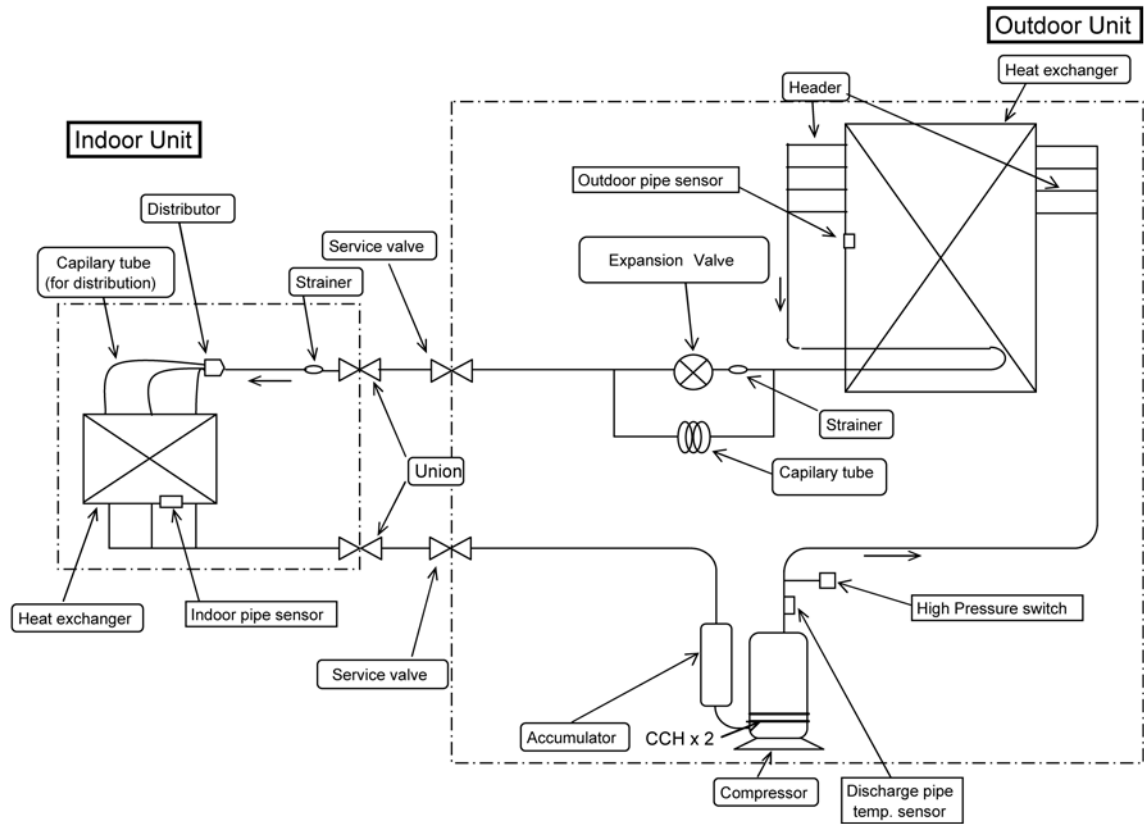 Outdoor Unit
Heat exchanger
Header
Indoor Unit
Outdoor pipe sensor
Distributor
Service valve
Expansion Valve
Capilary tube
(for distribution)
Strainer
Strainer
Union
Capilary tube
Heat exchanger
Indoor pipe sensor
High Pressure switch
Service valve
Accumulator
CCH x 2
Compressor
Discharge pipe
temp. sensor